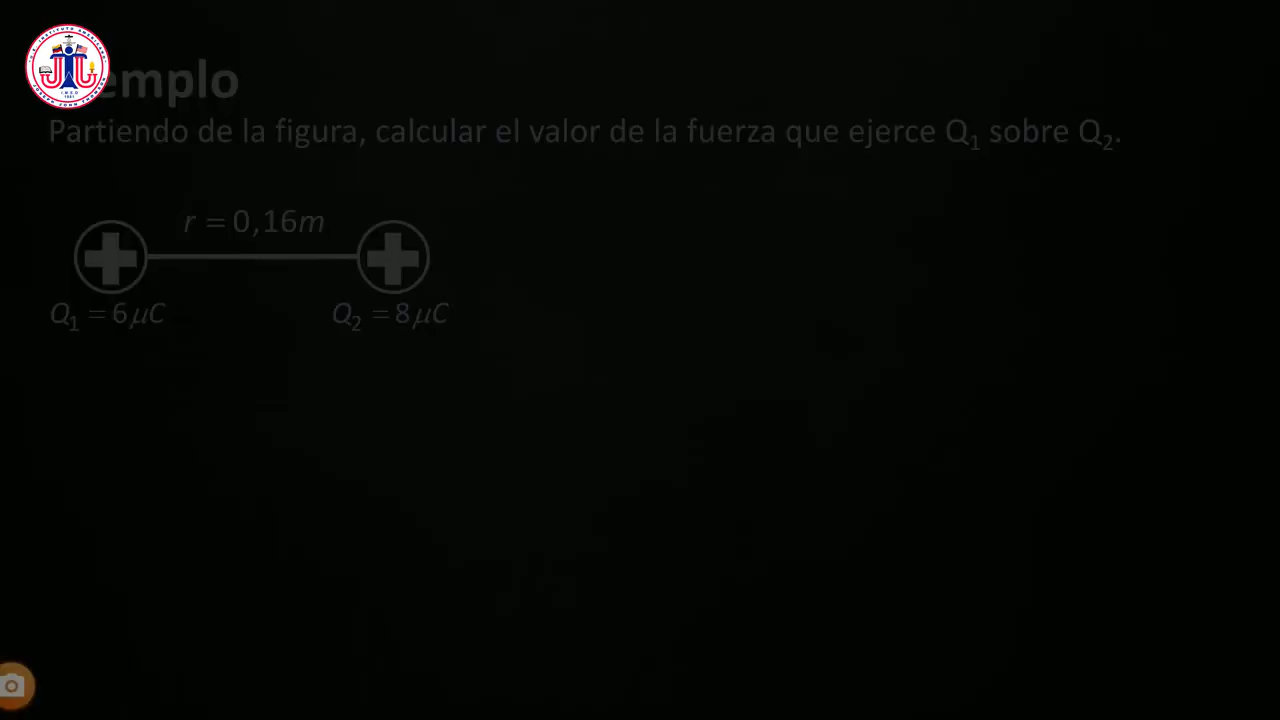 emplo
Partiendo de la figura, calcular el valor de la fuerza que ejerce Q₁ sobre Q₂.
r = 0,16m
Q₁ = 6μC
Q₂ = 8μC